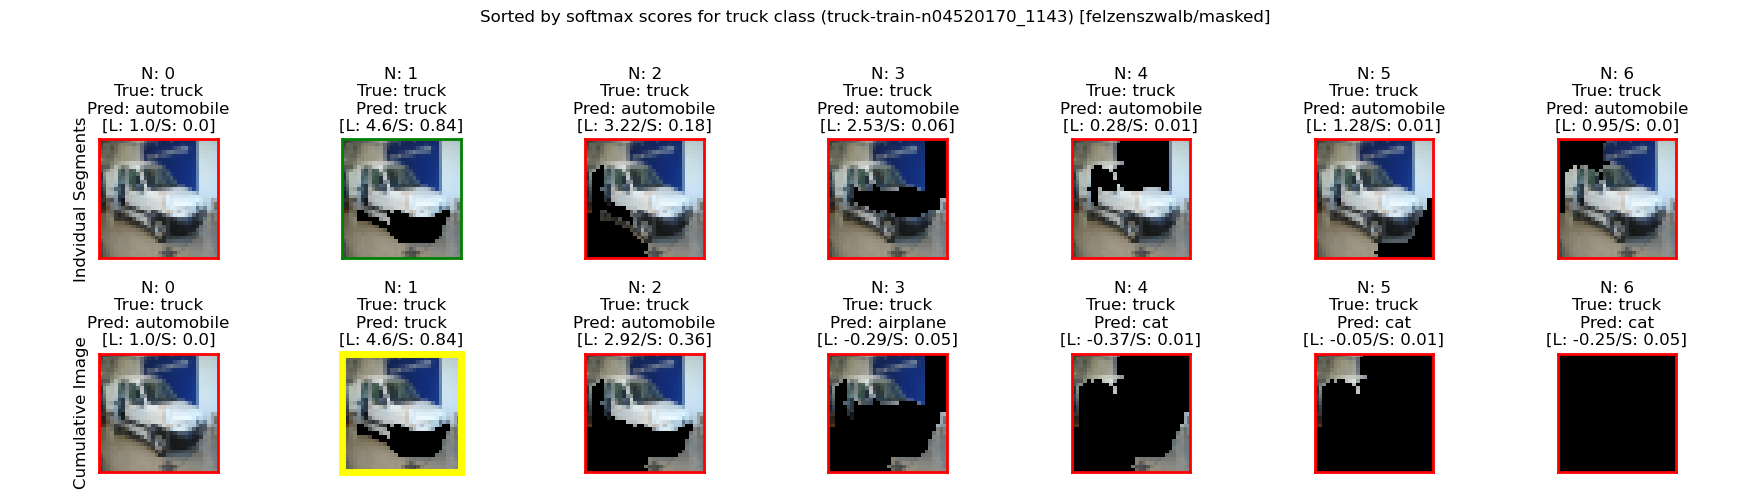 Sorted by softmax scores for truck class (truck-train-n04520170_1143) [felzenszwalb/masked]
Indvidual Segments
N: 0
True: truck
Pred: automobile
[L: 1.0/S: 0.0]
N: 1
True: truck
Pred: truck
[L: 4.6/S: 0.84]
N: 2
True: truck
Pred: automobile
[L: 3.22/S: 0.18]
N: 3
True: truck
Pred: automobile
[L: 2.53/S: 0.06]
N: 4
True: truck
Pred: automobile
[L: 0.28/S: 0.01]
N: 5
True: truck
Pred: automobile
[L: 1.28/S: 0.01]
N: 6
True: truck
Pred: automobile
[L: 0.95/S: 0.0]
Cumulative Image
N: 0
True: truck
Pred: automobile
[L: 1.0/S: 0.0]
N: 1
True: truck
Pred: truck
[L: 4.6/S: 0.84]
N: 2
True: truck
Pred: automobile
[L: 2.92/S: 0.36]
N: 3
True: truck
Pred: airplane
[L: -0.29/S: 0.05]
N: 4
True: truck
Pred: cat
[L: -0.37/S: 0.01]
N: 5
True: truck
Pred: cat
[L: -0.05/S: 0.01]
N: 6
True: truck
Pred: cat
[L: -0.25/S: 0.05]